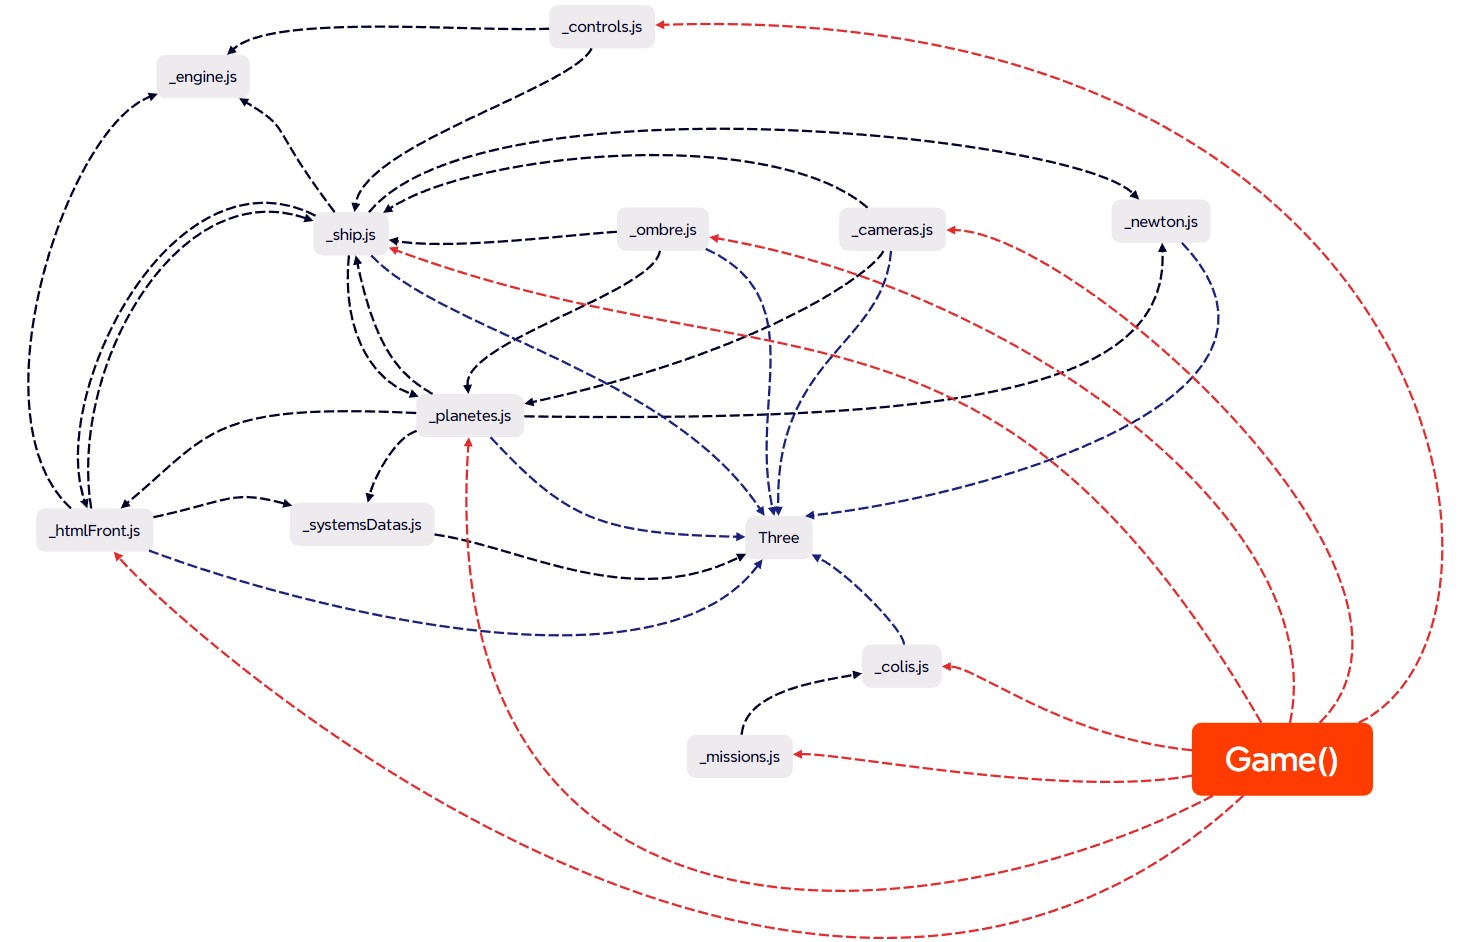 _controls.js
_engine.js
_ship.js
_ombre.js
_cameras.js
_newton.js
_planetes.js
_htmlFront.js
_systemsDatas.js
Three
_colis.js
_missions.js
Game()